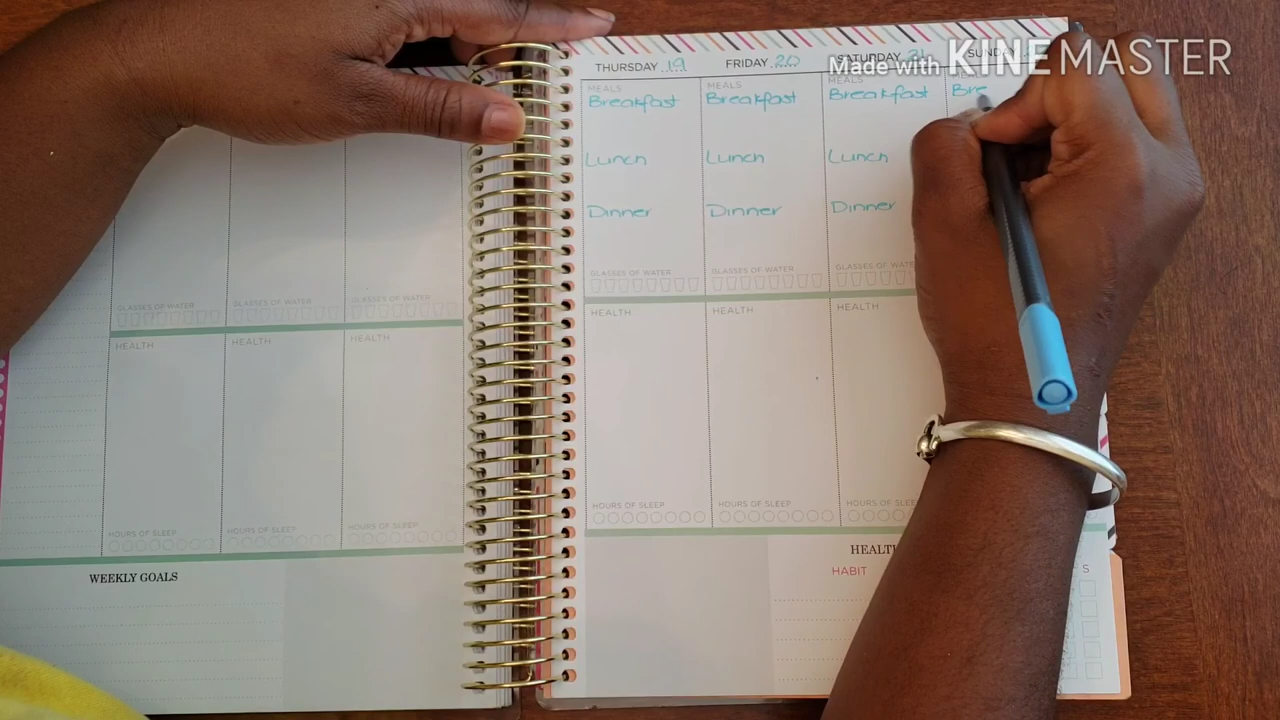 Made with KINEMASTER
THURSDAY 19
FRIDAY 20
SATURDAY 21
SUNDAY
MEALS
Breakfast
Lunch
Dinner
GLASSES OF WATER
MEALS
Breakfast
Lunch
Dinner
GLASSES OF WATER
MEALS
Breakfast
Lunch
Dinner
GLASSES OF WATER
Bre
GLASSES OF WATER
GLASSES OF WATER
GLASSES OF WATER
HEALTH
HEALTH
HEALTH
HEALTH
HEALTH
HEALTH
HOURS OF SLEEP
HOURS OF SLEEP
HOURS OF SLEEP
HOURS OF SLEEP
HOURS OF SLEEP
HOURS OF SLEEP
WEEKLY GOALS
HABIT
S